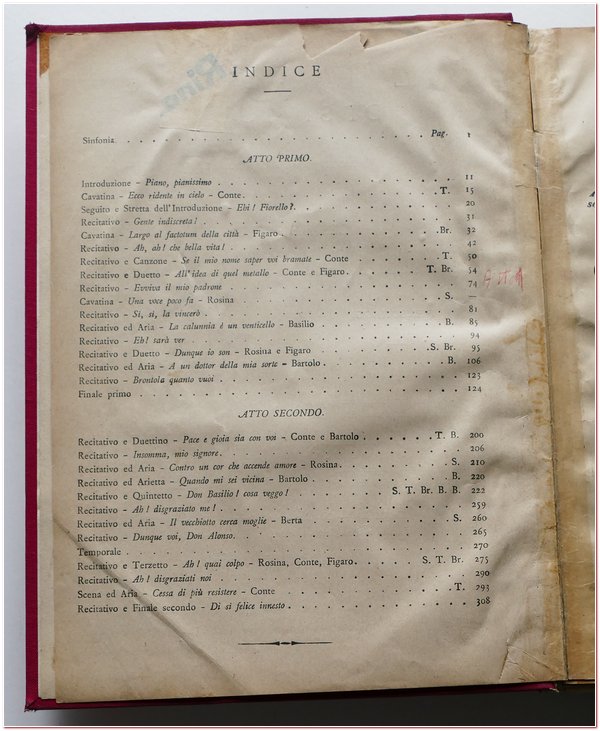 INDICE
Sinfonia . . . . . . . . . . Pag. 1
ATTO PRIMO.
Introduzione - Piano, pianissimo . . . . . . . . . . 11
Cavatina - Ecco ridente in cielo - Conte. . . . . . . . . . T. 15
Seguito e Stretta dell'Introduzione - Ehi! Fiorello?. . . . . . . . . . 20
Recitativo - Gente indiscreta! . . . . . . . . . . 31
Cavatina - Largo al factotum della città - Figaro . . . . . . . . . . Br. 32
Recitativo - Ah, ah! che bella vita! . . . . . . . . . . 42
Recitativo e Canzone - Se il mio nome saper voi bramate - Conte . . . . . . . . . . T. 50
Recitativo e Duetto - All'idea di quel metallo - Conte e Figaro. . . . . . . . . . T. Br. 54
Recitativo - Evviva il mio padrone . . . . . . . . . . 74
Cavatina - Una voce poco fa - Rosina . . . . . . . . . . S. —
Recitativo - Sì, sì, la vincerò . . . . . . . . . . 81
Recitativo ed Aria - La calunnia è un venticello - Basilio . . . . . . . . . . B. 85
Recitativo - Eh! sarà ver . . . . . . . . . . 94
Recitativo e Duetto - Dunque io son - Rosina e Figaro . . . . . . . . . . S. Br. 95
Recitativo ed Aria - A un dottor della mia sorte - Bartolo . . . . . . . . . . B. 106
Recitativo - Brontola quanto vuoi . . . . . . . . . . 123
Finale primo . . . . . . . . . . 124
ATTO SECONDO.
Recitativo e Duettino - Pace e gioia sia con voi - Conte e Bartolo . . . . . . . . . . T. B. 200
Recitativo - Insomma, mio signore. . . . . . . . . . 206
Recitativo ed Aria - Contro un cor che accende amore - Rosina. . . . . . . . . . S. 210
Recitativo ed Arietta - Quando mi sei vicina - Bartolo . . . . . . . . . . B. 220
Recitativo e Quintetto - Don Basilio! cosa veggo! . . . . . . . . . . S. T. Br. B. B. 222
Recitativo - Ah! disgraziato me! . . . . . . . . . . 259
Recitativo ed Aria - Il vecchiotto cerca moglie - Berta . . . . . . . . . . S. 260
Recitativo - Dunque voi, Don Alonso. . . . . . . . . . 265
Temporale . . . . . . . . . . 270
Recitativo e Terzetto - Ah! quai colpo - Rosina, Conte, Figaro. . . . . . . . . . S. T. Br. 275
Recitativo - Ah! disgraziati noi . . . . . . . . . . 290
Scena ed Aria - Cessa di più resistere - Conte . . . . . . . . . . T. 293
Recitativo e Finale secondo - Di sì felice innesto . . . . . . . . . . 308